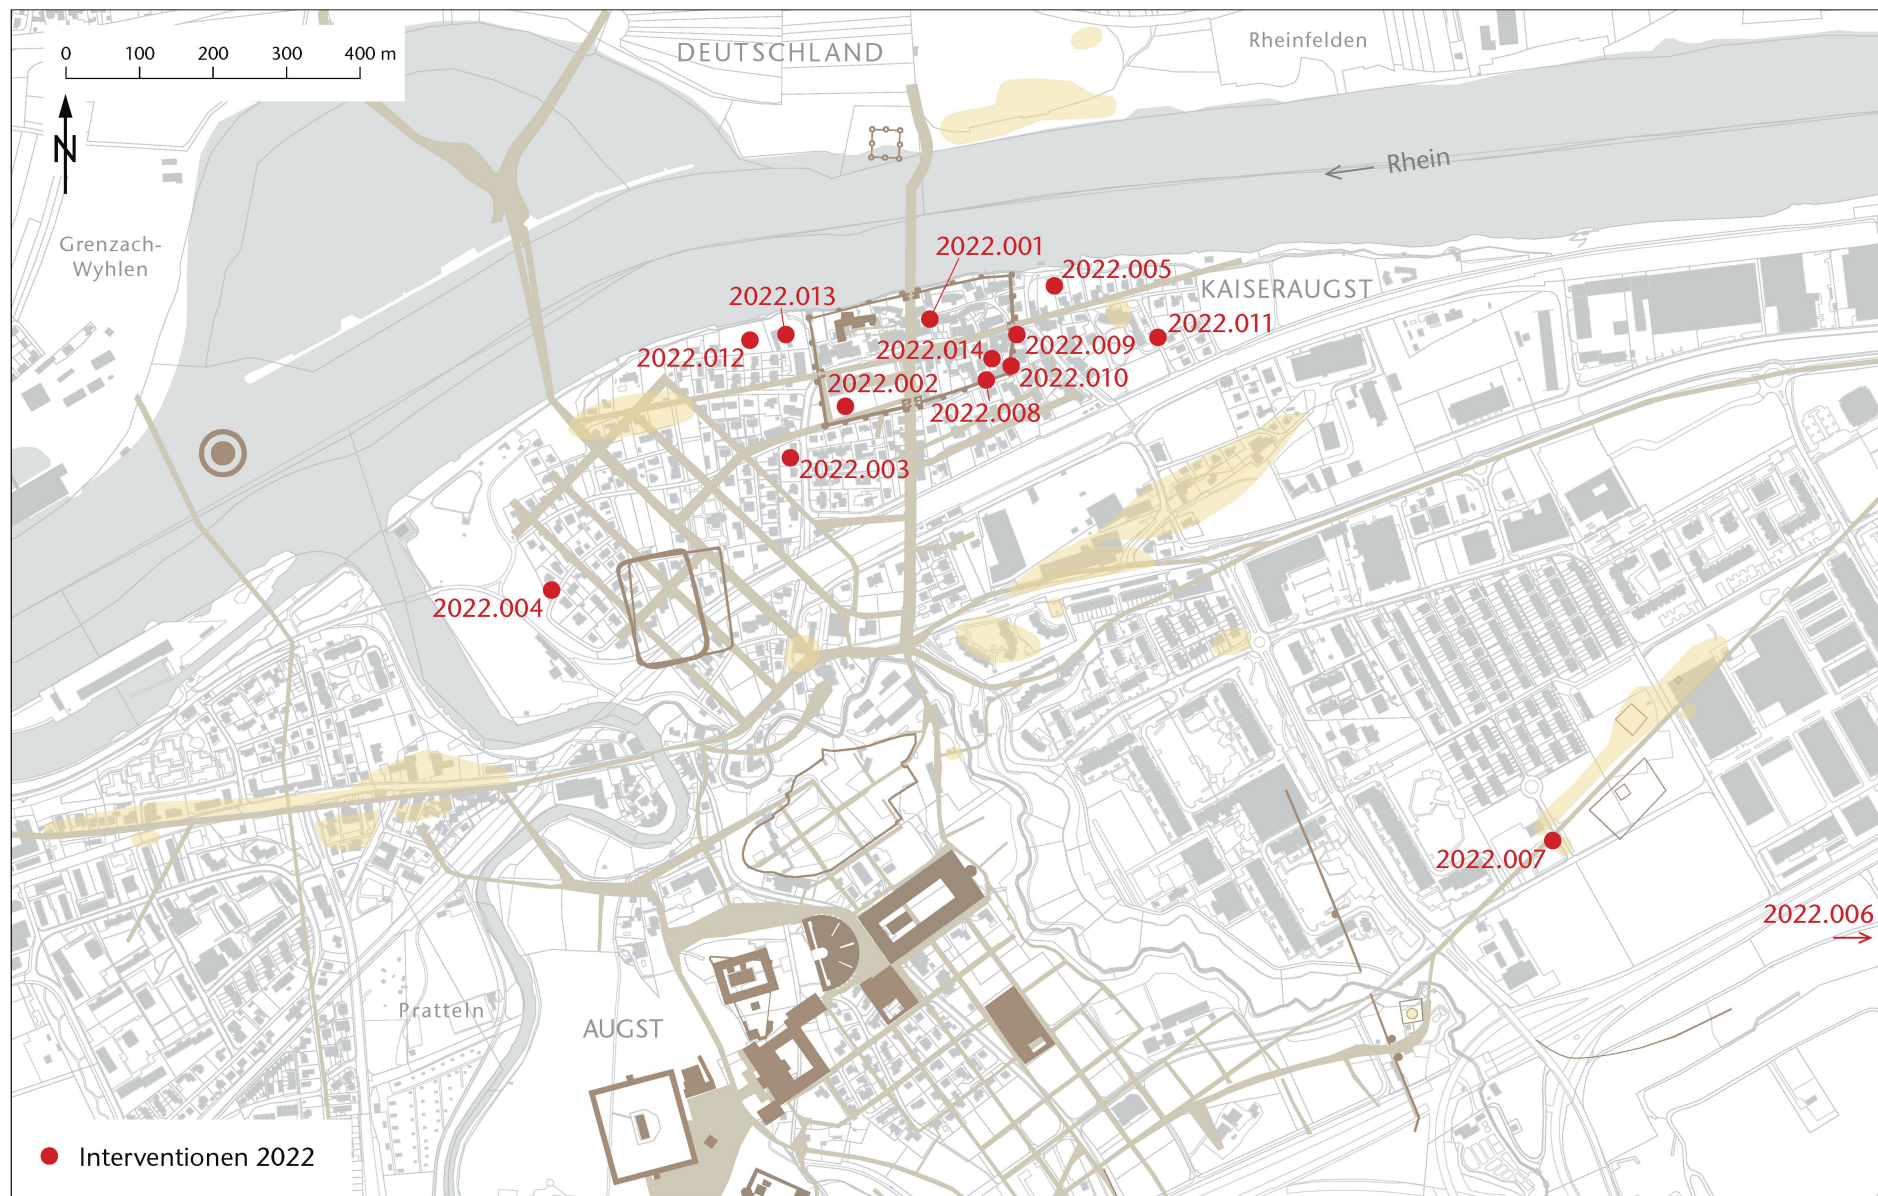 0 100 200 300 400 m
N
DEUTSCHLAND
Rheinfelden
Rhein
Grenzach-
Wyhlen
2022.001
2022.005
KAISERAUGST
2022.013
2022.011
2022.012
2022.014
2022.009
2022.010
2022.002
2022.008
2022.003
2022.004
2022.007
2022.006
Pratteln
AUGST
Interventionen 2022